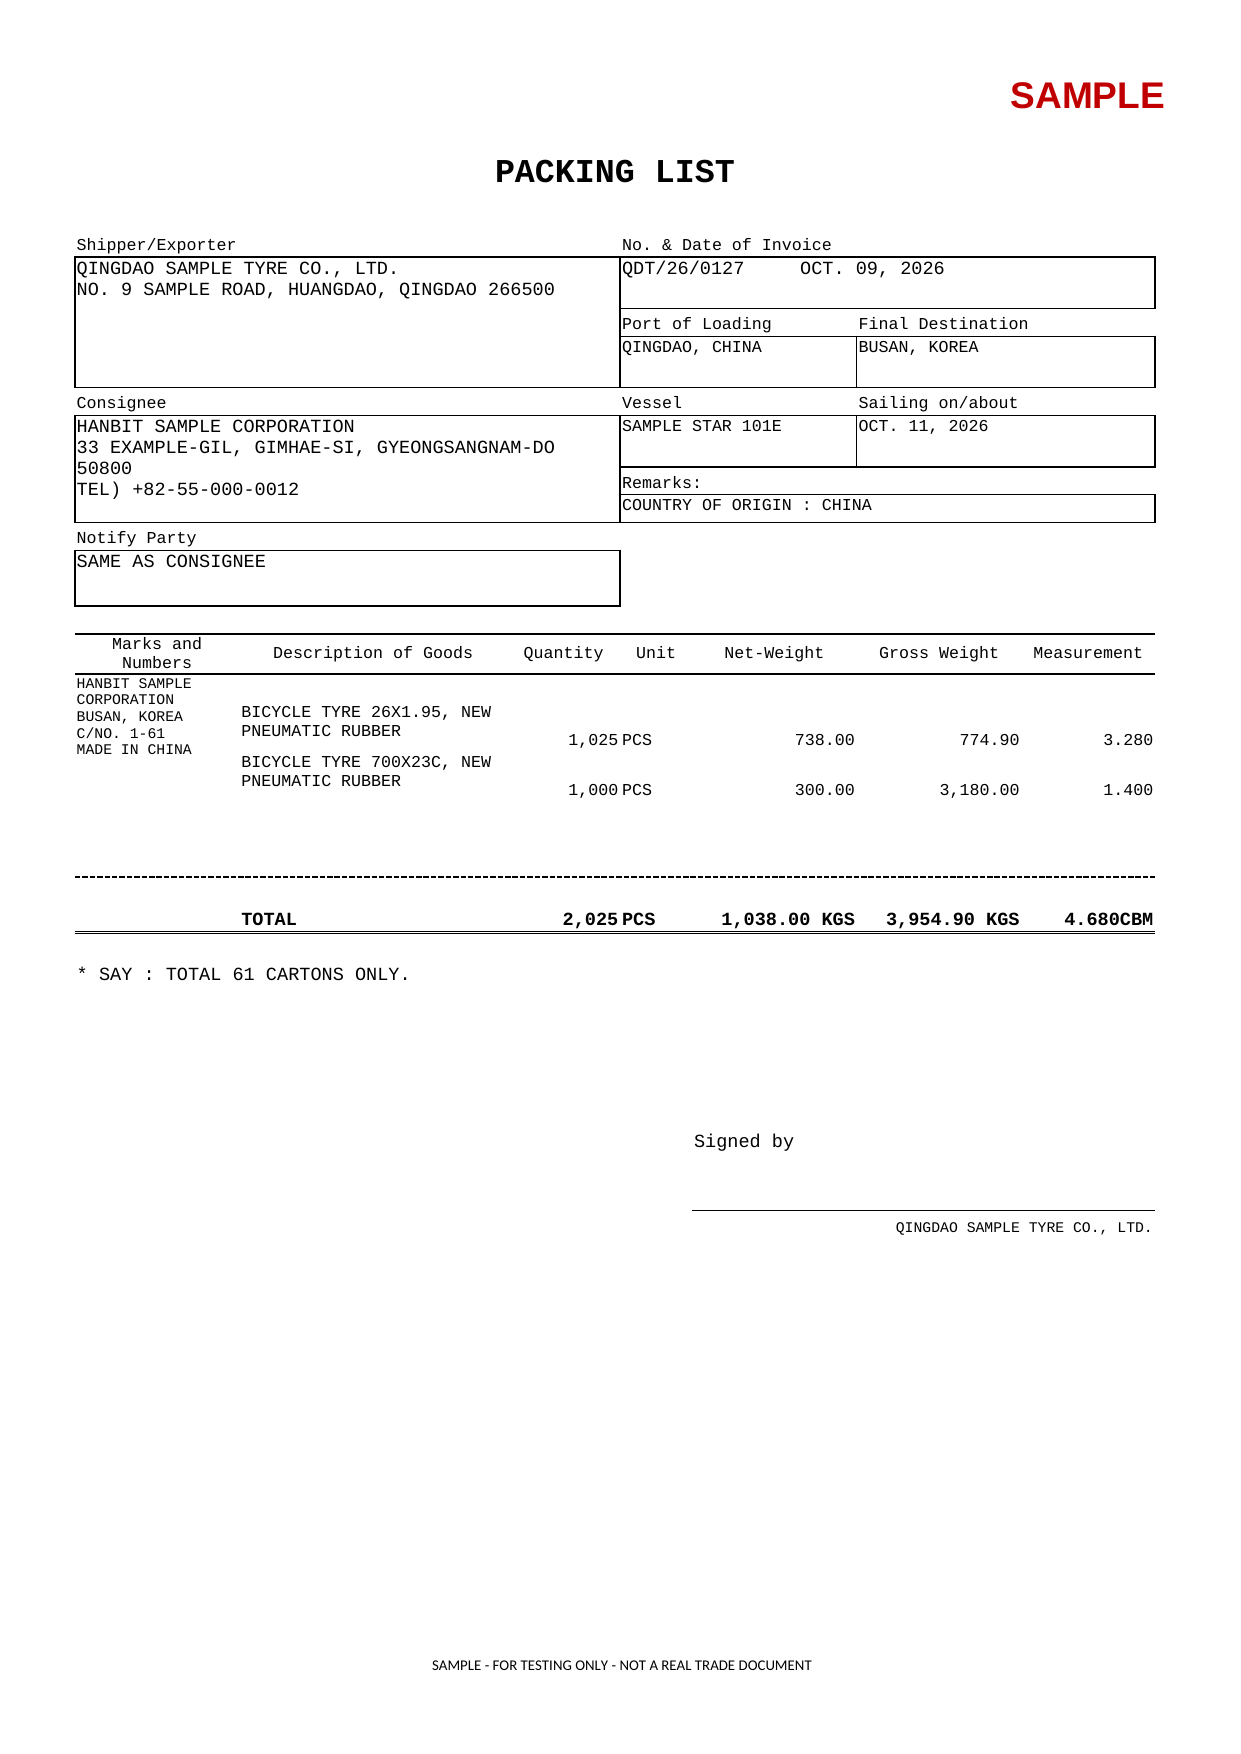 SAMPLE
PACKING LIST
Shipper/Exporter
No. & Date of Invoice
QINGDAO SAMPLE TYRE CO., LTD.
NO. 9 SAMPLE ROAD, HUANGDAO, QINGDAO 266500
QDT/26/0127 OCT. 09, 2026
Port of Loading Final Destination
QINGDAO, CHINA BUSAN, KOREA
Consignee
Vessel Sailing on/about
HANBIT SAMPLE CORPORATION
33 EXAMPLE-GIL, GIMHAE-SI, GYEONGSANGNAM-DO
50800
TEL) +82-55-000-0012
SAMPLE STAR 101E OCT. 11, 2026
Remarks:
COUNTRY OF ORIGIN : CHINA
Notify Party
SAME AS CONSIGNEE
Marks and
Numbers
Description of Goods Quantity Unit Net-Weight Gross Weight Measurement
HANBIT SAMPLE
CORPORATION
BUSAN, KOREA
C/NO. 1-61
MADE IN CHINA
BICYCLE TYRE 26X1.95, NEW
PNEUMATIC RUBBER
1,025 PCS 738.00 774.90 3.280
BICYCLE TYRE 700X23C, NEW
PNEUMATIC RUBBER
1,000 PCS 300.00 3,180.00 1.400
TOTAL 2,025 PCS 1,038.00 KGS 3,954.90 KGS 4.680CBM
* SAY : TOTAL 61 CARTONS ONLY.
Signed by
QINGDAO SAMPLE TYRE CO., LTD.
SAMPLE - FOR TESTING ONLY - NOT A REAL TRADE DOCUMENT